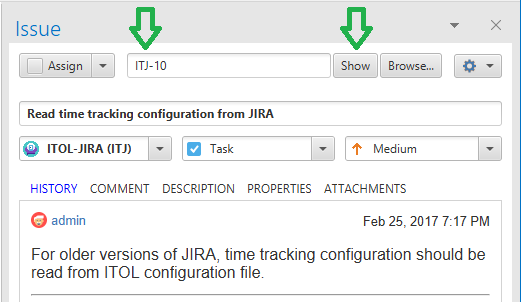 Issue
Assign ITJ-10 Show Browse...
Read time tracking configuration from JIRA
ITOL-JIRA (ITJ) Task Medium
HISTORY COMMENT DESCRIPTION PROPERTIES ATTACHMENTS
admin Feb 25, 2017 7:17 PM
For older versions of JIRA, time tracking configuration should be
read from ITOL configuration file.